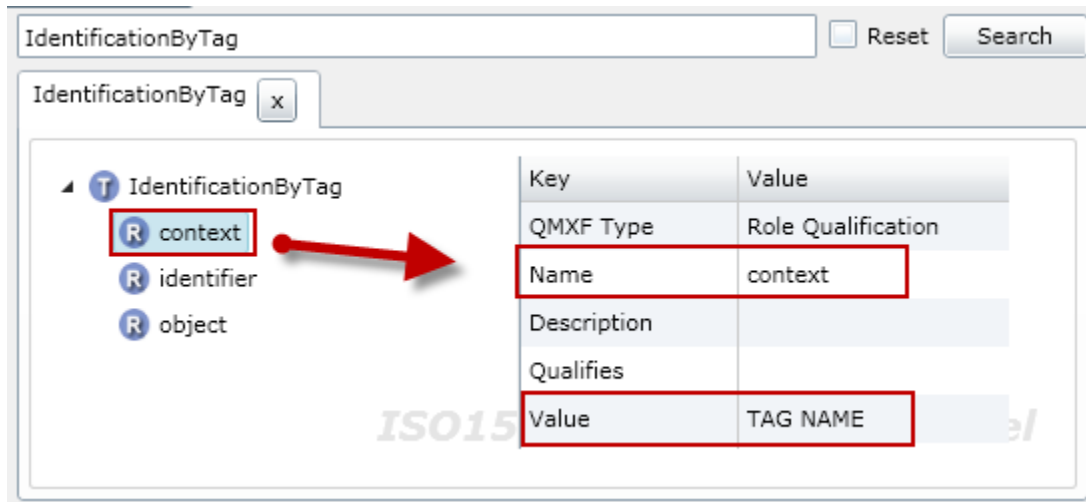 IdentificationByTag
Reset
Search
IdentificationByTag x
T IdentificationByTag
R context
R identifier
R object
Key Value
QMXF Type Role Qualification
Name context
Description
Qualifies
Value TAG NAME
ISO15
el